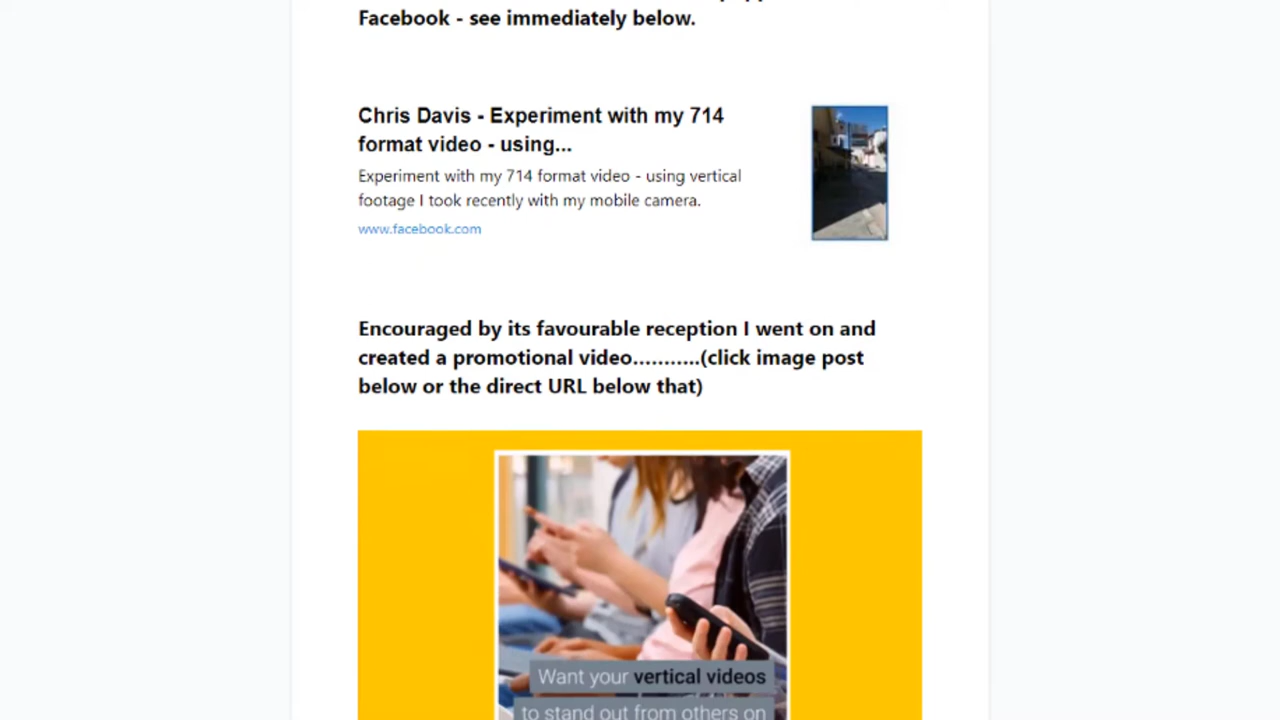 Facebook - see immediately below.
Chris Davis - Experiment with my 714
format video - using...
Experiment with my 714 format video - using vertical
footage I took recently with my mobile camera.
www.facebook.com
Encouraged by its favourable reception I went on and
created a promotional video...........(click image post
below or the direct URL below that)
Want your vertical videos
to stand out from others on